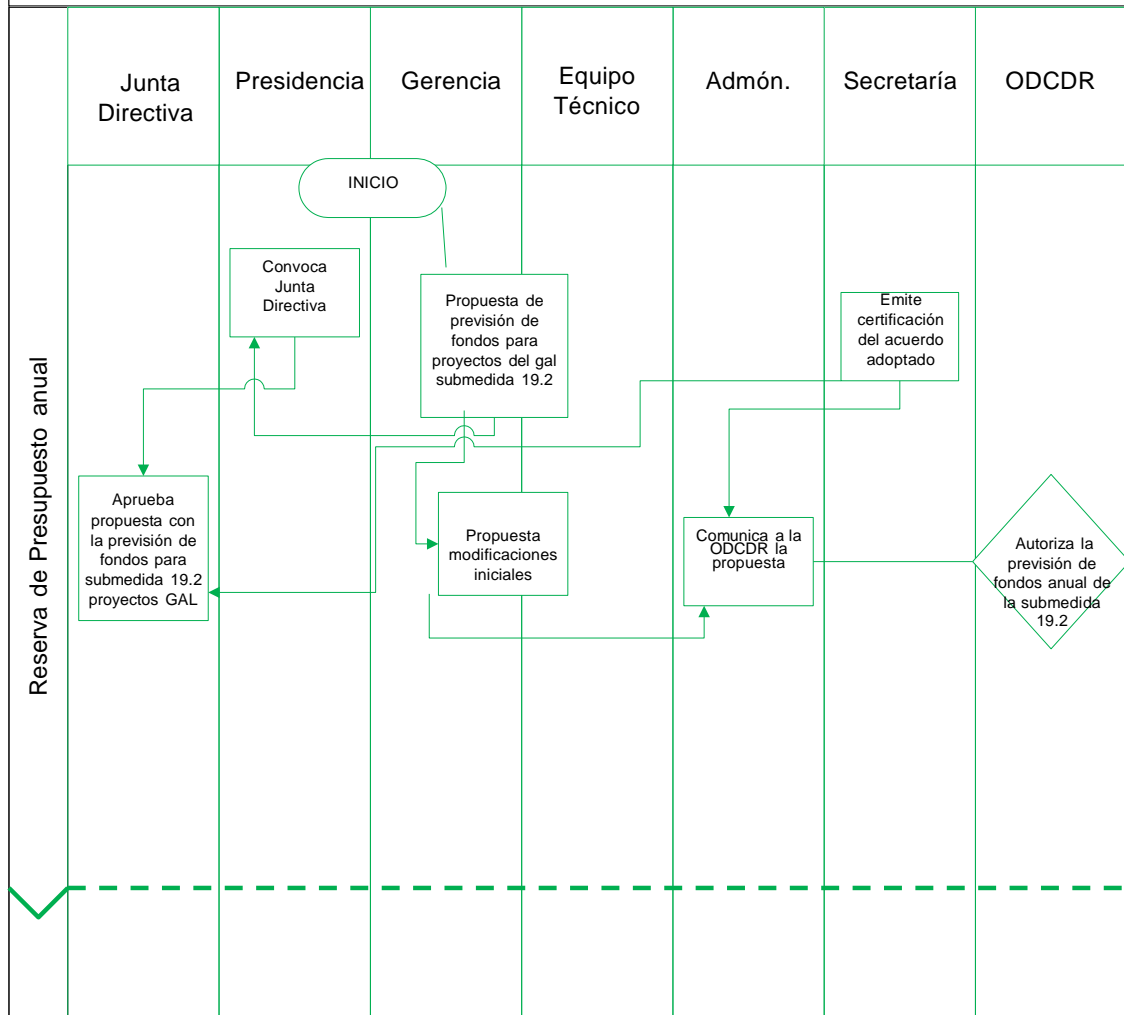 Junta
Directiva
Presidencia
Gerencia
Equipo
Técnico
Admón.
Secretaría
ODCDR
Reserva de Presupuesto anual
INICIO
Convoca
Junta
Directiva
Propuesta de
previsión de
fondos para
proyectos del gal
submedida 19.2
Emite
certificación
del acuerdo
adoptado
Aprueba
propuesta con
la previsión de
fondos para
submedida 19.2
proyectos GAL
Propuesta
modificaciones
iniciales
Comunica a la
ODCDR la
propuesta
Autoriza la
previsión de
fondos anual de
la submedida
19.2